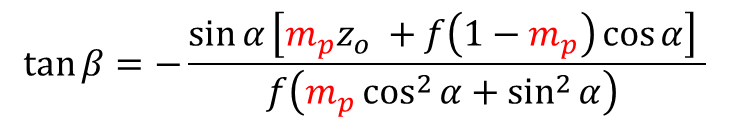 tan β = − sin α [m_p z_o + f(1 − m_p) cos α] / f(m_p cos² α + sin² α)